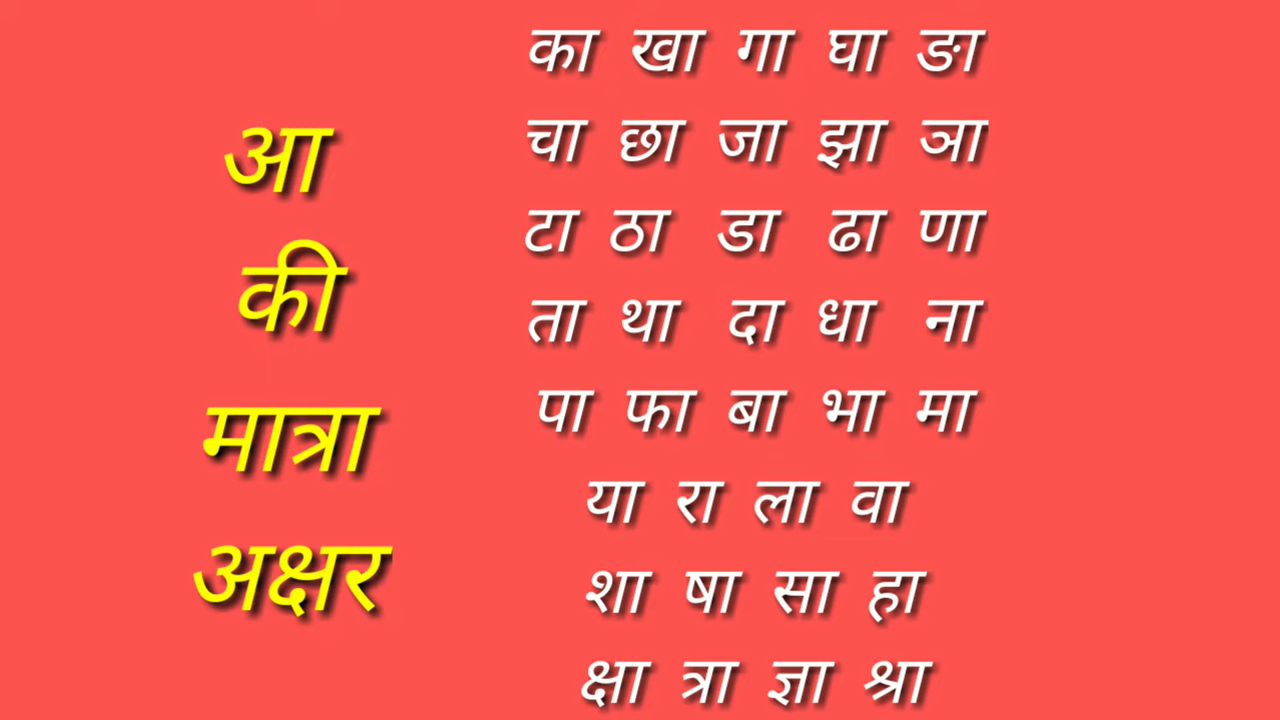 आ
की
मात्रा
अक्षर
का खा गा घा ङा
चा छा जा झा ञा
टा ठा डा ढा णा
ता था दा धा ना
पा फा बा भा मा
या रा ला वा
शा षा सा हा
क्षा त्रा ज्ञा श्रा